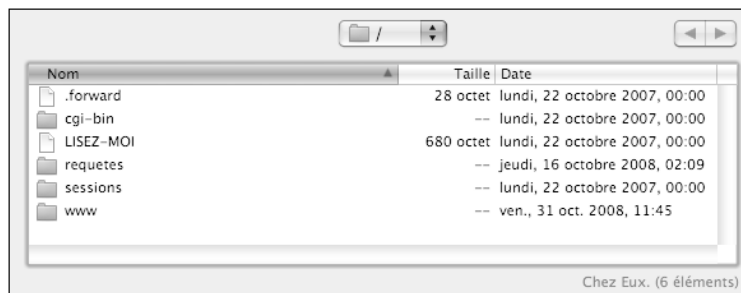 /
Nom Taille Date
.forward 28 octet lundi, 22 octobre 2007, 00:00
cgi-bin -- lundi, 22 octobre 2007, 00:00
LISEZ-MOI 680 octet lundi, 22 octobre 2007, 00:00
requetes -- jeudi, 16 octobre 2008, 02:09
sessions -- lundi, 22 octobre 2007, 00:00
www -- ven., 31 oct. 2008, 11:45
Chez Eux. (6 éléments)